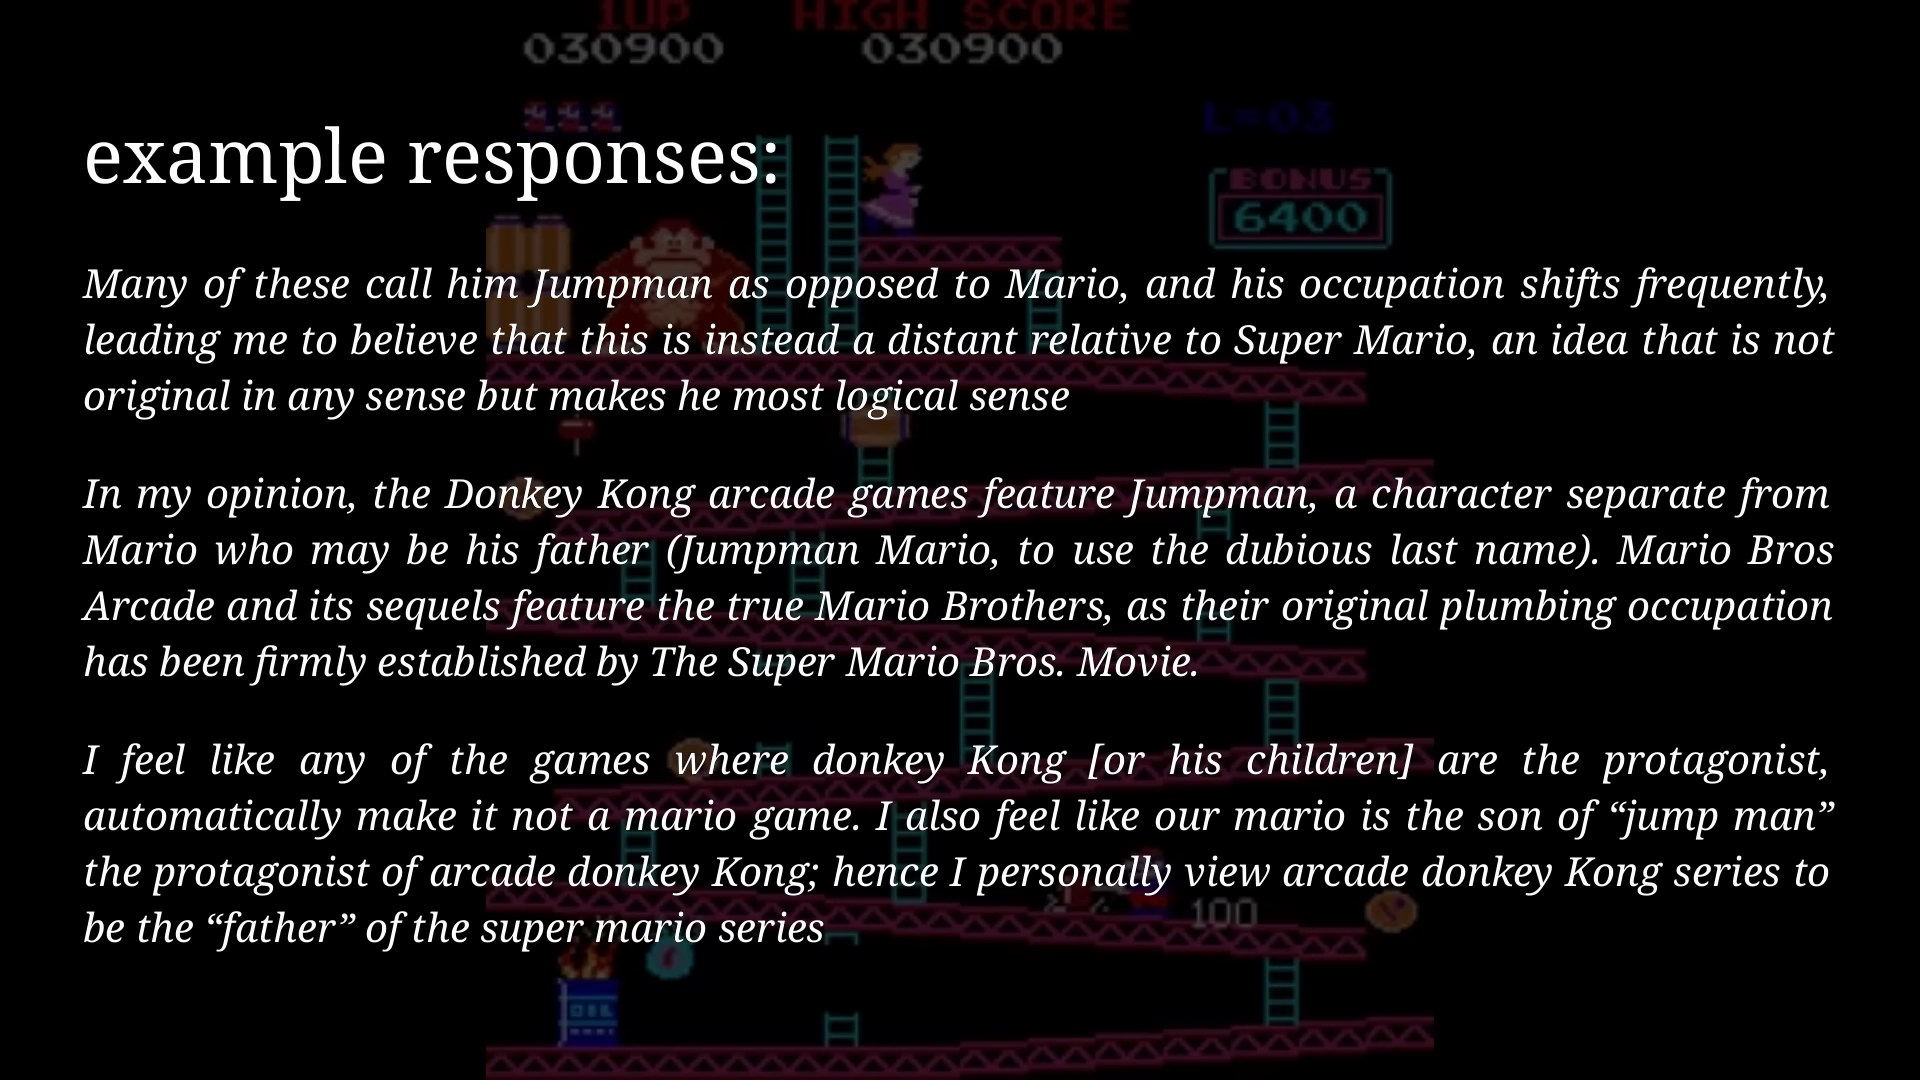 1UP HIGH SCORE
030900 030900
L=03
example responses:
BONUS
6400
Many of these call him Jumpman as opposed to Mario, and his occupation shifts frequently,
leading me to believe that this is instead a distant relative to Super Mario, an idea that is not
original in any sense but makes he most logical sense
In my opinion, the Donkey Kong arcade games feature Jumpman, a character separate from
Mario who may be his father (Jumpman Mario, to use the dubious last name). Mario Bros
Arcade and its sequels feature the true Mario Brothers, as their original plumbing occupation
has been firmly established by The Super Mario Bros. Movie.
I feel like any of the games where donkey Kong [or his children] are the protagonist,
automatically make it not a mario game. I also feel like our mario is the son of “jump man”
the protagonist of arcade donkey Kong; hence I personally view arcade donkey Kong series to
be the “father” of the super mario series
100
OIL